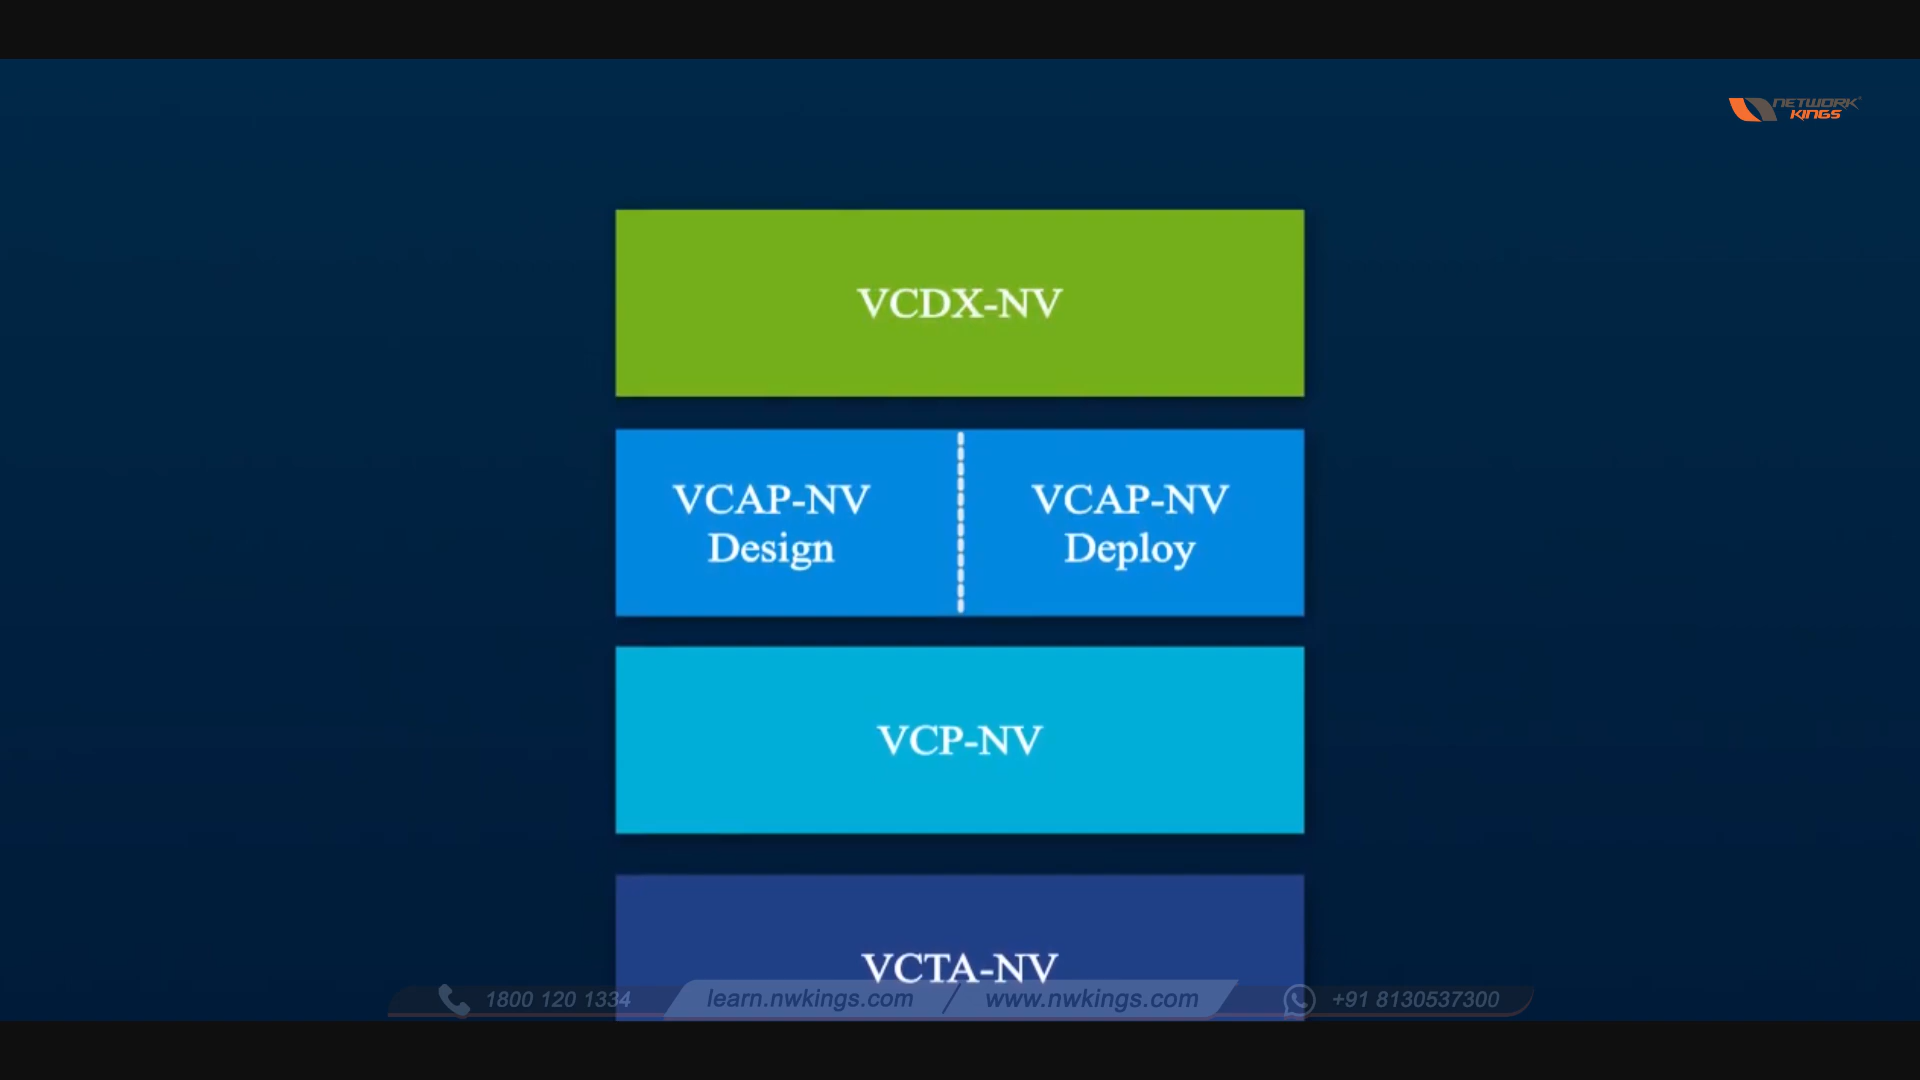 NETWORK
KINGS
VCDX-NV
VCAP-NV
Design
VCAP-NV
Deploy
VCP-NV
VCTA-NV
1800 120 1334
learn.nwkings.com / www.nwkings.com
+91 8130537300